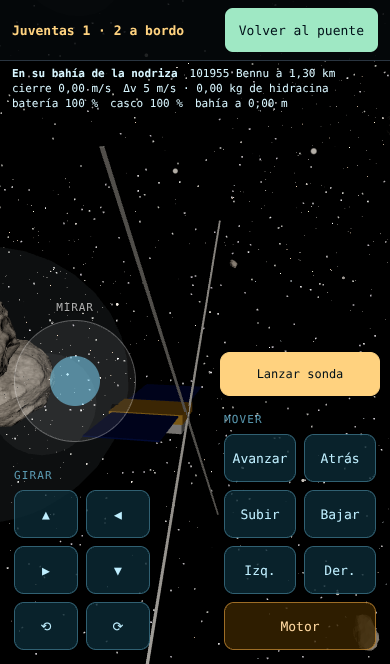 Juventas 1 · 2 a bordo
Volver al puente
En su bahía de la nodriza 101955 Bennu a 1,30 km
cierre 0,00 m/s Δv 5 m/s · 0,00 kg de hidracina
batería 100 % casco 100 % bahía a 0;00 m
MIRAR
Lanzar sonda
MOVER
Avanzar
Atrás
GIRAR
▲
◀
Subir
Bajar
▶
▼
Izq.
Der.
⟲
⟳
Motor